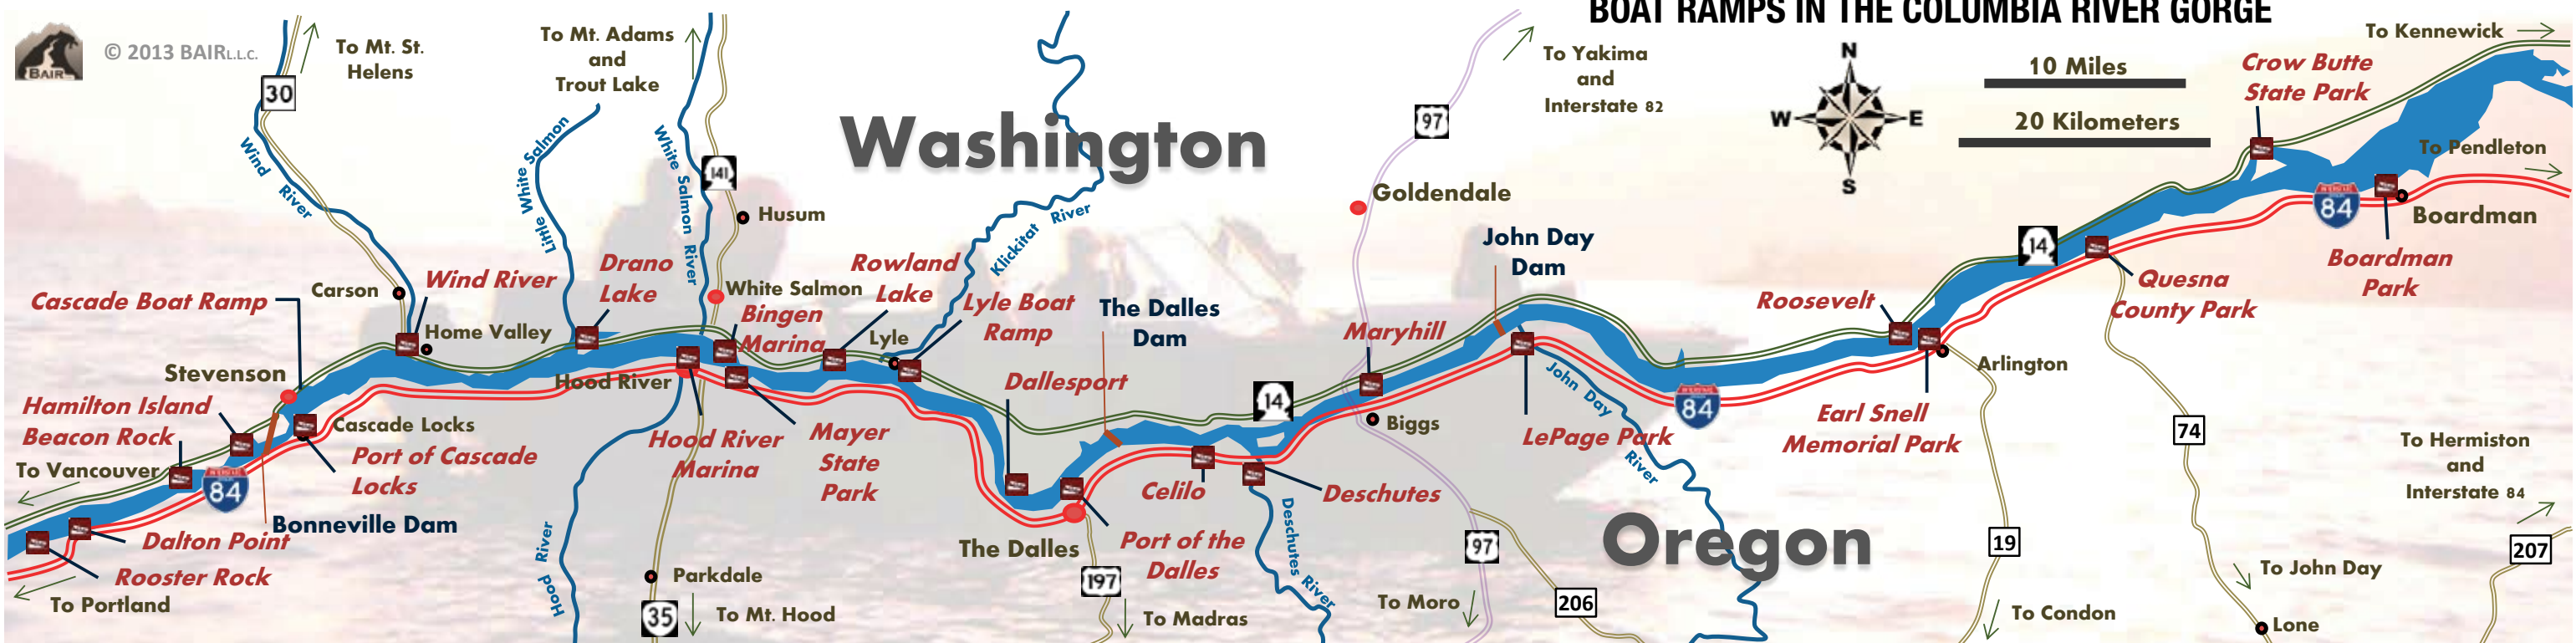 BOAT RAMPS IN THE COLUMBIA RIVER GORGE
BAIR
© 2013 BAIR L.L.C.
To Mt. St.
Helens
30
Wind River
To Mt. Adams
and
Trout Lake
Little White Salmon
White Salmon River
141
Husum
Washington
Klickitat River
97
To Yakima
and
Interstate 82
Goldendale
N
W
E
S
10 Miles
20 Kilometers
To Kennewick
Crow Butte
State Park
To Pendleton
84
Boardman
Boardman
Park
14
Quesna
County Park
John Day
Dam
Roosevelt
Carson
Wind River
Home Valley
Cascade Boat Ramp
Drano
Lake
White Salmon
Bingen
Marina
Rowland
Lake
Lyle
Lyle Boat
Ramp
The Dalles
Dam
Maryhill
Stevenson
Hood River
Dallesport
14
Biggs
LePage Park
John Day River
84
Arlington
Earl Snell
Memorial Park
Hamilton Island
Beacon Rock
To Vancouver
84
Cascade Locks
Port of Cascade
Locks
Bonneville Dam
Hood River
Marina
Mayer
State
Park
Celilo
Deschutes
Deschutes River
Dalton Point
Rooster Rock
To Portland
Hood River
Parkdale
35
To Mt. Hood
The Dalles
Port of the
Dalles
197
To Madras
97
To Moro
206
Oregon
19
To Condon
74
To John Day
Lone
To Hermiston
and
Interstate 84
207